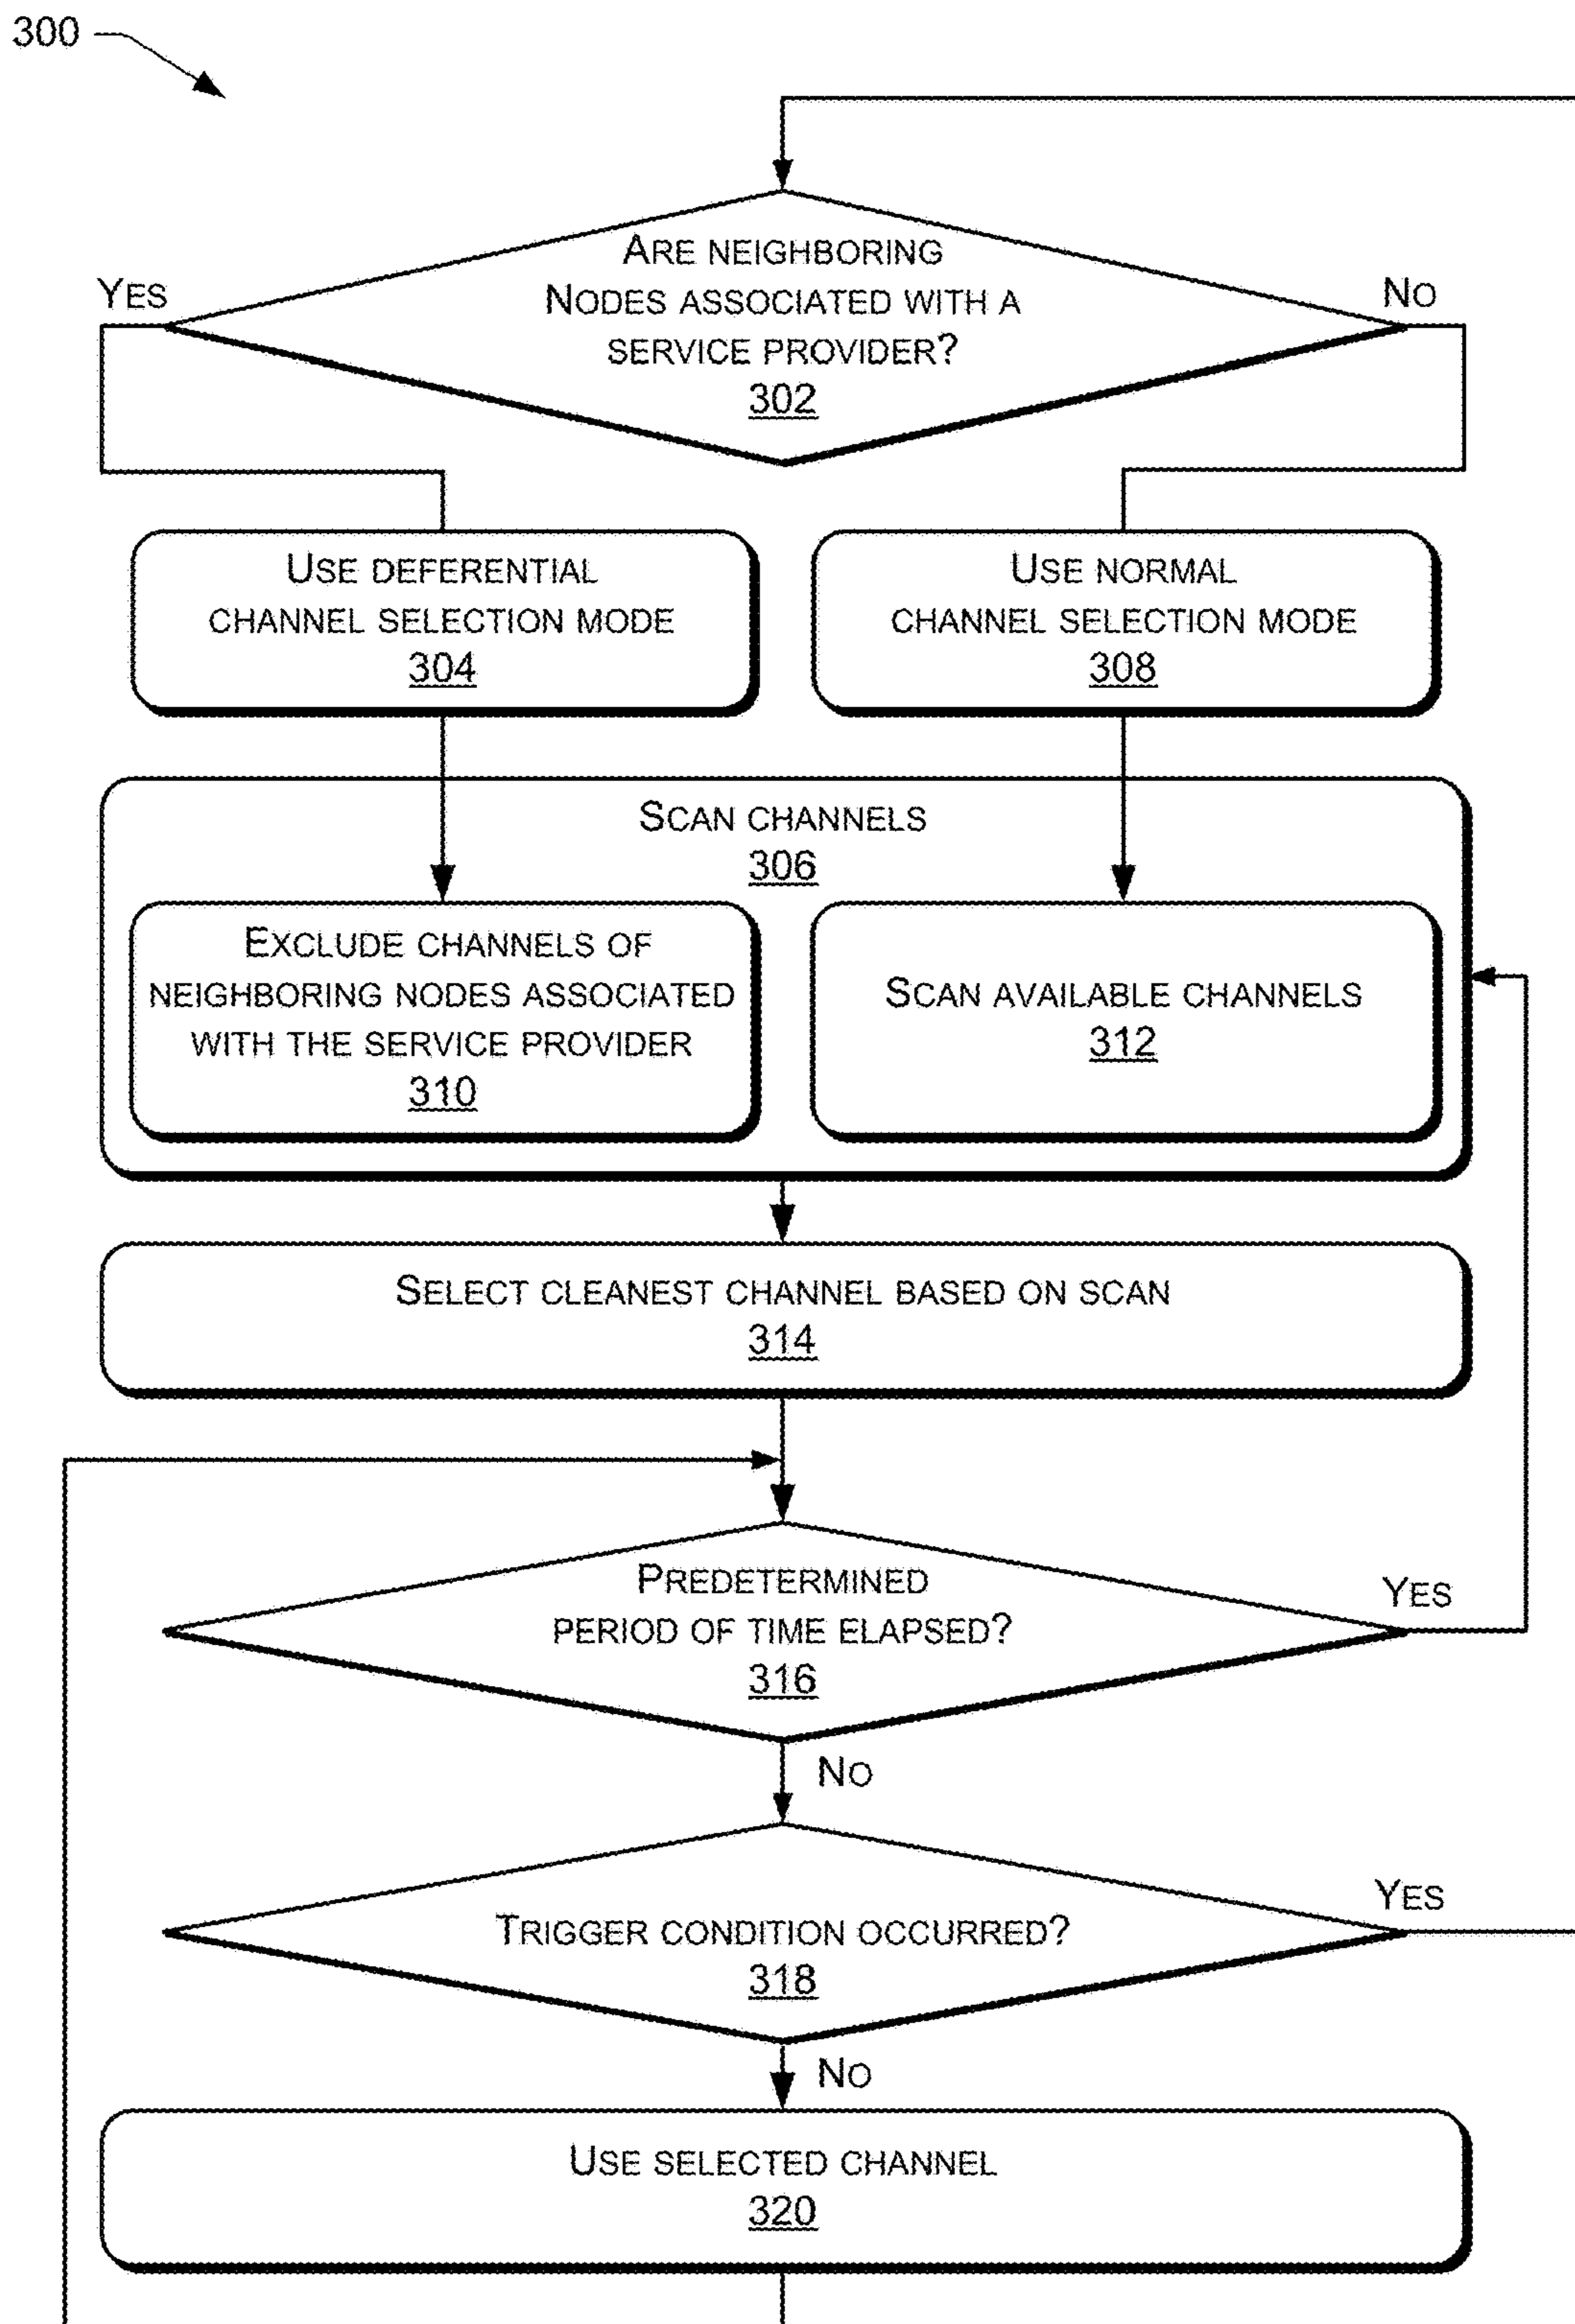 300
ARE NEIGHBORING
NODES ASSOCIATED WITH A
SERVICE PROVIDER?
302
YES
NO
USE DEFERENTIAL
CHANNEL SELECTION MODE
304
USE NORMAL
CHANNEL SELECTION MODE
308
SCAN CHANNELS
306
EXCLUDE CHANNELS OF
NEIGHBORING NODES ASSOCIATED
WITH THE SERVICE PROVIDER
310
SCAN AVAILABLE CHANNELS
312
SELECT CLEANEST CHANNEL BASED ON SCAN
314
PREDETERMINED
PERIOD OF TIME ELAPSED?
316
YES
NO
TRIGGER CONDITION OCCURRED?
318
YES
NO
USE SELECTED CHANNEL
320